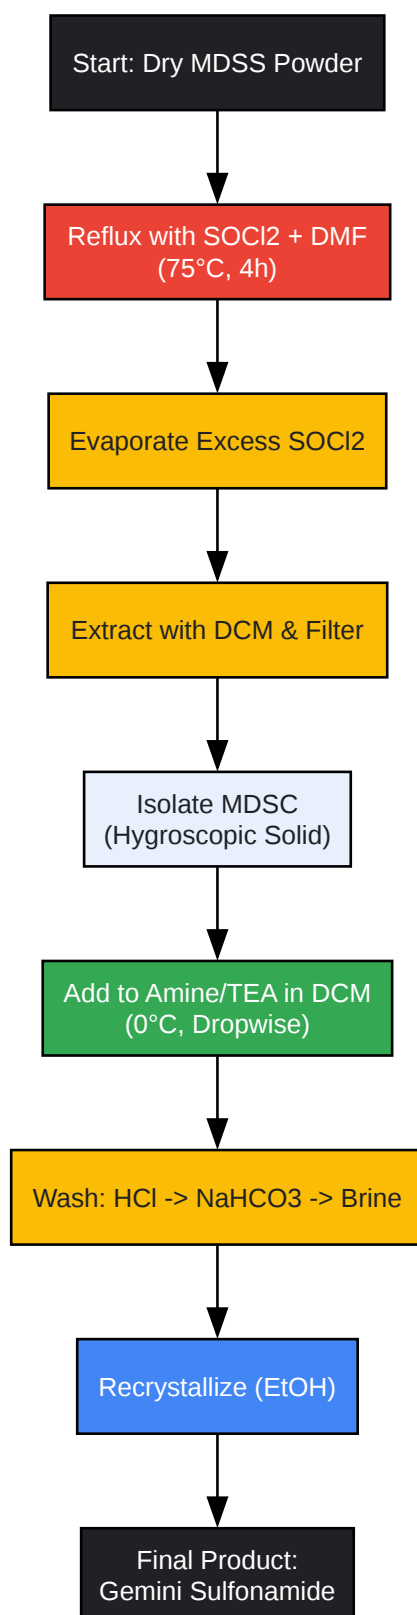 Start: Dry MDSS Powder
Reflux with SOCl2 + DMF
(75°C, 4h)
Evaporate Excess SOCl2
Extract with DCM & Filter
Isolate MDSC
(Hygroscopic Solid)
Add to Amine/TEA in DCM
(0°C, Dropwise)
Wash: HCl -> NaHCO3 -> Brine
Recrystallize (EtOH)
Final Product:
Gemini Sulfonamide